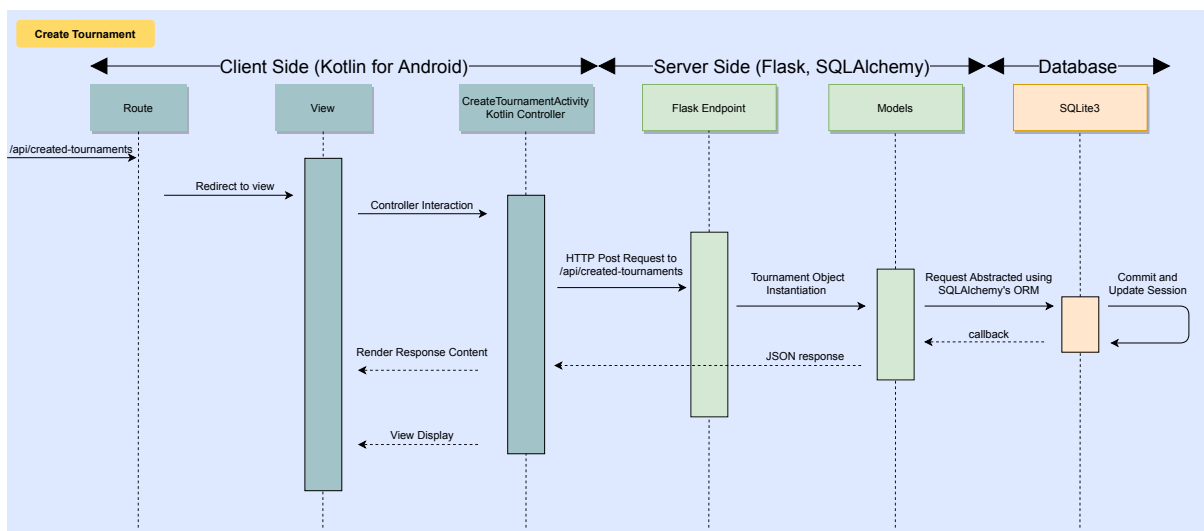 Create Tournament
Client Side (Kotlin for Android)
Server Side (Flask, SQLAlchemy)
Database
Route
View
CreateTournamentActivity
Kotlin Controller
Flask Endpoint
Models
SQLite3
/api/created-tournaments
Redirect to view
Controller Interaction
HTTP Post Request to
/api/created-tournaments
Tournament Object
Instantiation
Request Abstracted using
SQLAlchemy's ORM
Commit and
Update Session
callback
Render Response Content
JSON response
View Display